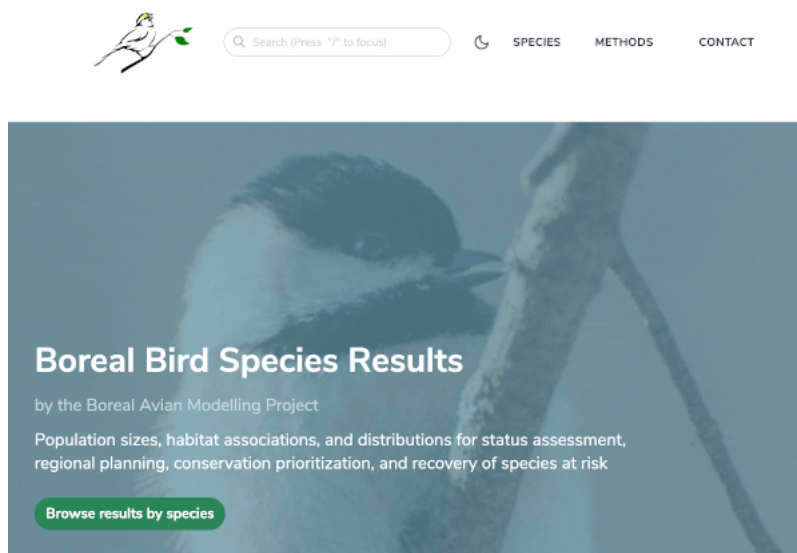 Search (Press "/" to focus)
SPECIES
METHODS
CONTACT
Boreal Bird Species Results
by the Boreal Avian Modelling Project
Population sizes, habitat associations, and distributions for status assessment,
regional planning, conservation prioritization, and recovery of species at risk
Browse results by species